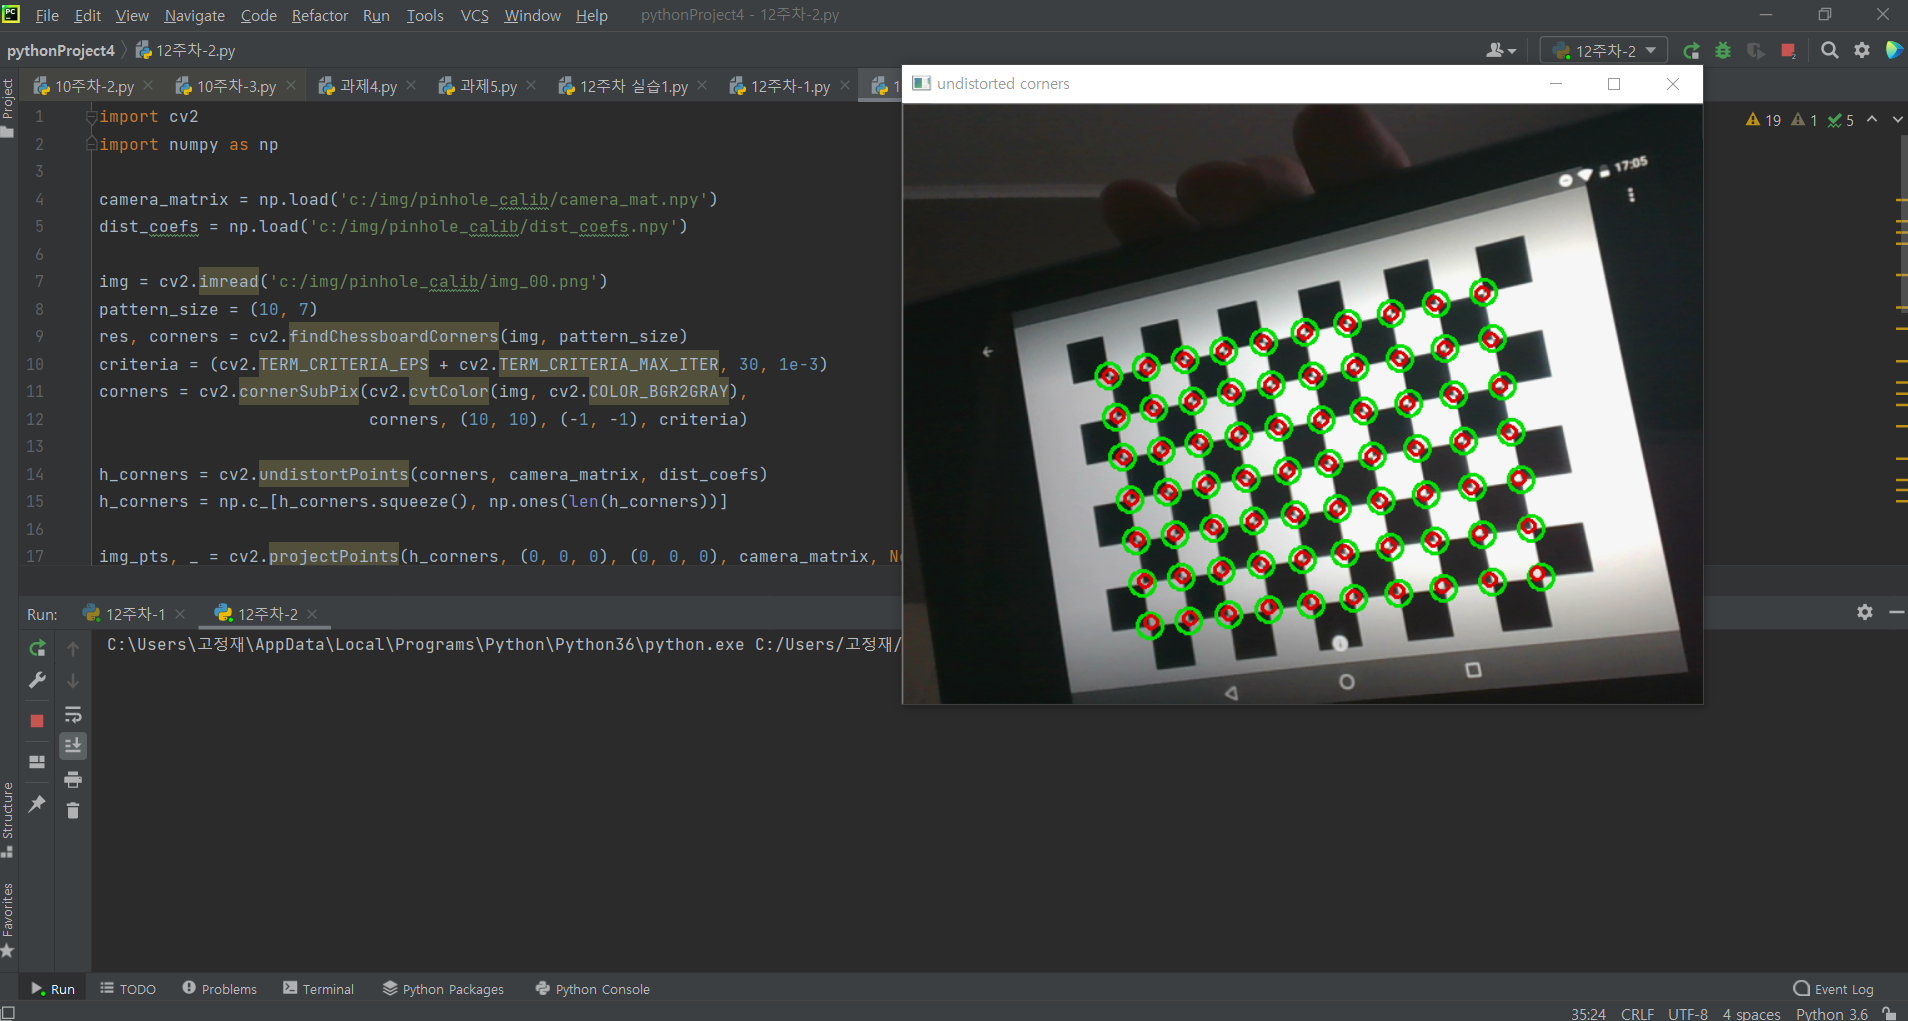 PC File Edit View Navigate Code Refactor Run Tools VCS Window Help pythonProject4 - 12주차-2.py
pythonProject4 12주차-2.py 12주차-2
10주차-2.py 10주차-3.py 과제4.py 과제5.py 12주차 실습1.py 12주차-1.py
Project
undistorted corners
19 1 5
1 import cv2
2 import numpy as np
3
4 camera_matrix = np.load('c:/img/pinhole_calib/camera_mat.npy')
5 dist_coefs = np.load('c:/img/pinhole_calib/dist_coefs.npy')
6
7 img = cv2.imread('c:/img/pinhole_calib/img_00.png')
8 pattern_size = (10, 7)
9 res, corners = cv2.findChessboardCorners(img, pattern_size)
10 criteria = (cv2.TERM_CRITERIA_EPS + cv2.TERM_CRITERIA_MAX_ITER, 30, 1e-3)
11 corners = cv2.cornerSubPix(cv2.cvtColor(img, cv2.COLOR_BGR2GRAY),
12 corners, (10, 10), (-1, -1), criteria)
13
14 h_corners = cv2.undistortPoints(corners, camera_matrix, dist_coefs)
15 h_corners = np.c_[h_corners.squeeze(), np.ones(len(h_corners))]
16
17 img_pts, _ = cv2.projectPoints(h_corners, (0, 0, 0), (0, 0, 0), camera_matrix, N
17:05
Run: 12주차-1 12주차-2
C:\Users\고정재\AppData\Local\Programs\Python\Python36\python.exe C:/Users/고정재/
Structure
Favorites
Run TODO Problems Terminal Python Packages Python Console Event Log
35:24 CRLF UTF-8 4 spaces Python 3.6